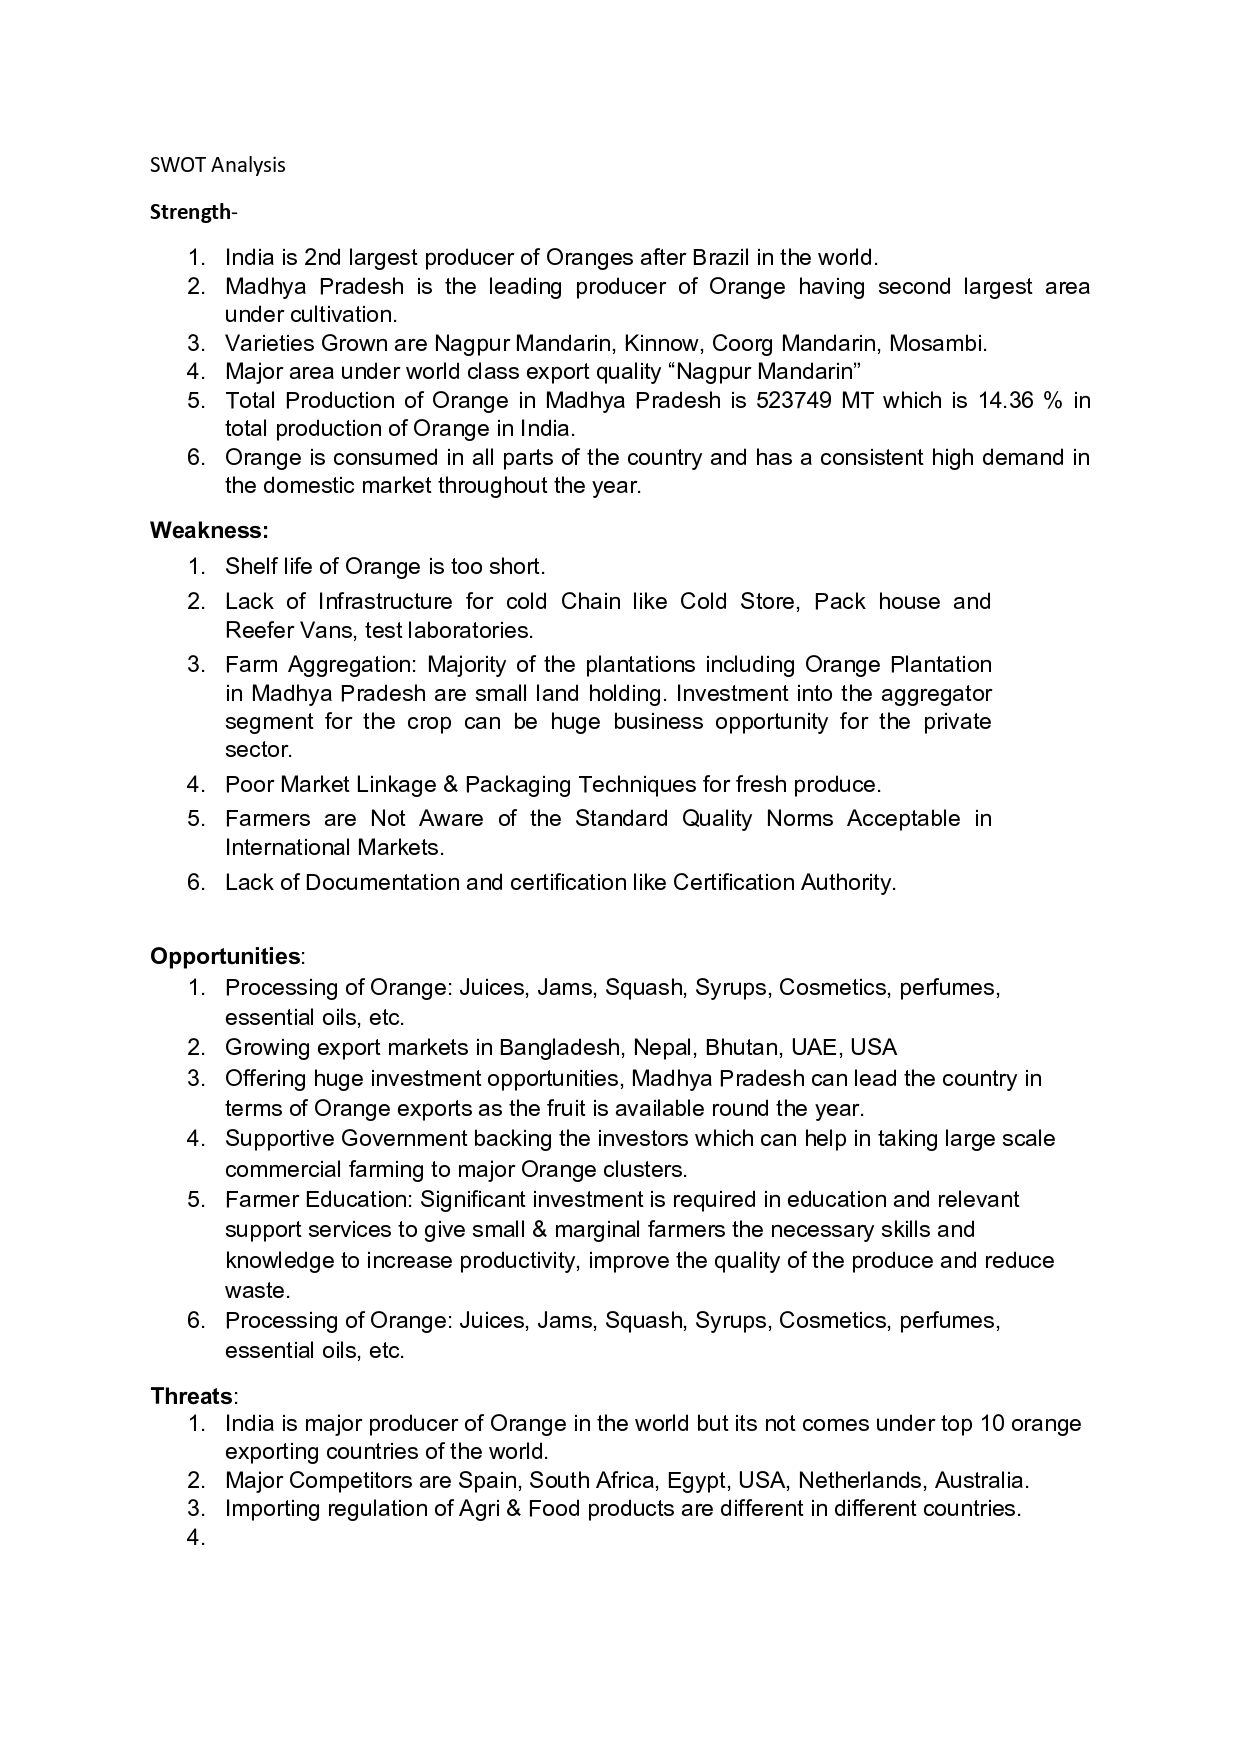 SWOT Analysis
Strength-
1. India is 2nd largest producer of Oranges after Brazil in the world.
2. Madhya Pradesh is the leading producer of Orange having second largest area
under cultivation.
3. Varieties Grown are Nagpur Mandarin, Kinnow, Coorg Mandarin, Mosambi.
4. Major area under world class export quality “Nagpur Mandarin”
5. Total Production of Orange in Madhya Pradesh is 523749 MT which is 14.36 % in
total production of Orange in India.
6. Orange is consumed in all parts of the country and has a consistent high demand in
the domestic market throughout the year.
Weakness:
1. Shelf life of Orange is too short.
2. Lack of Infrastructure for cold Chain like Cold Store, Pack house and
Reefer Vans, test laboratories.
3. Farm Aggregation: Majority of the plantations including Orange Plantation
in Madhya Pradesh are small land holding. Investment into the aggregator
segment for the crop can be huge business opportunity for the private
sector.
4. Poor Market Linkage & Packaging Techniques for fresh produce.
5. Farmers are Not Aware of the Standard Quality Norms Acceptable in
International Markets.
6. Lack of Documentation and certification like Certification Authority.
Opportunities:
1. Processing of Orange: Juices, Jams, Squash, Syrups, Cosmetics, perfumes,
essential oils, etc.
2. Growing export markets in Bangladesh, Nepal, Bhutan, UAE, USA
3. Offering huge investment opportunities, Madhya Pradesh can lead the country in
terms of Orange exports as the fruit is available round the year.
4. Supportive Government backing the investors which can help in taking large scale
commercial farming to major Orange clusters.
5. Farmer Education: Significant investment is required in education and relevant
support services to give small & marginal farmers the necessary skills and
knowledge to increase productivity, improve the quality of the produce and reduce
waste.
6. Processing of Orange: Juices, Jams, Squash, Syrups, Cosmetics, perfumes,
essential oils, etc.
Threats:
1. India is major producer of Orange in the world but its not comes under top 10 orange
exporting countries of the world.
2. Major Competitors are Spain, South Africa, Egypt, USA, Netherlands, Australia.
3. Importing regulation of Agri & Food products are different in different countries.
4.